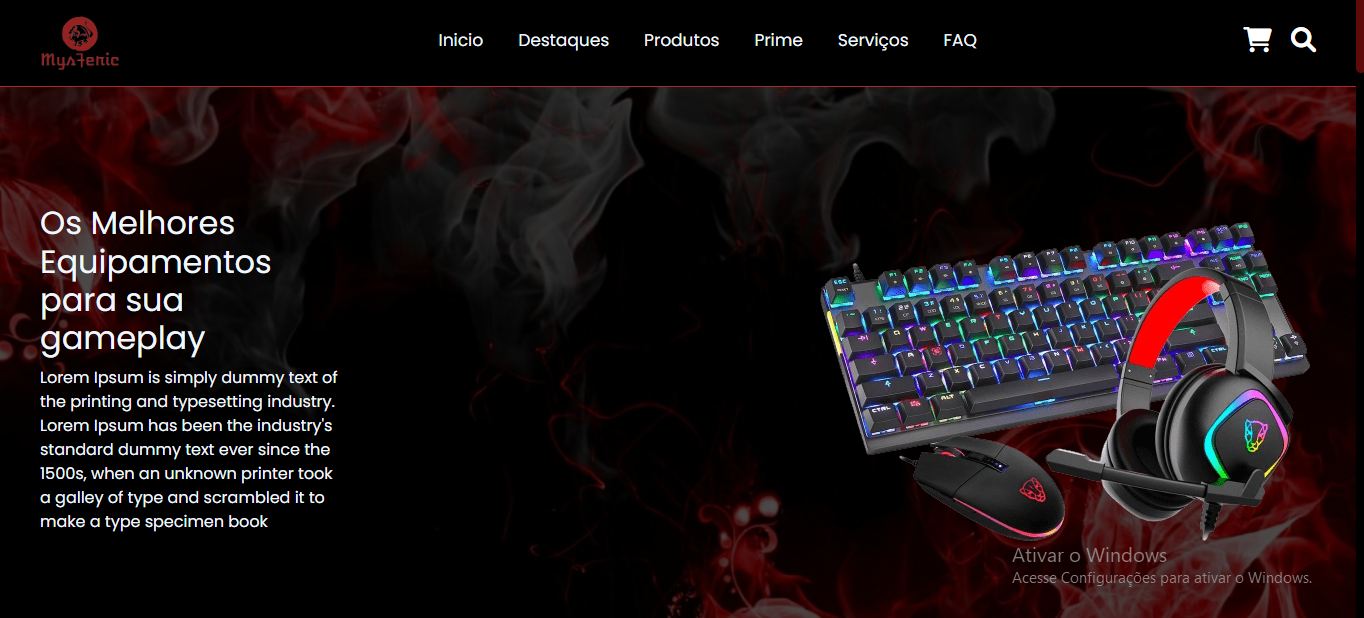 Mysteric
Inicio Destaques Produtos Prime Serviços FAQ
Os Melhores
Equipamentos
para sua
gameplay
Lorem Ipsum is simply dummy text of
the printing and typesetting industry.
Lorem Ipsum has been the industry's
standard dummy text ever since the
1500s, when an unknown printer took
a galley of type and scrambled it to
make a type specimen book
Ativar o Windows
Acesse Configurações para ativar o Windows.